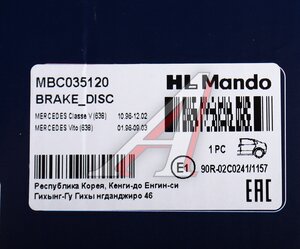 MBC035120
BRAKE_DISC
HL Mando
MERCEDES Classe V (638) 10.96-12.02
MERCEDES Vito (638) 01.96-09.03
1 PC
E1
90R-02C0241/1157
Республика Корея, Кенги-до Енгин-си
Гихынг-Гу Гихы нгданджиро 46
EAC